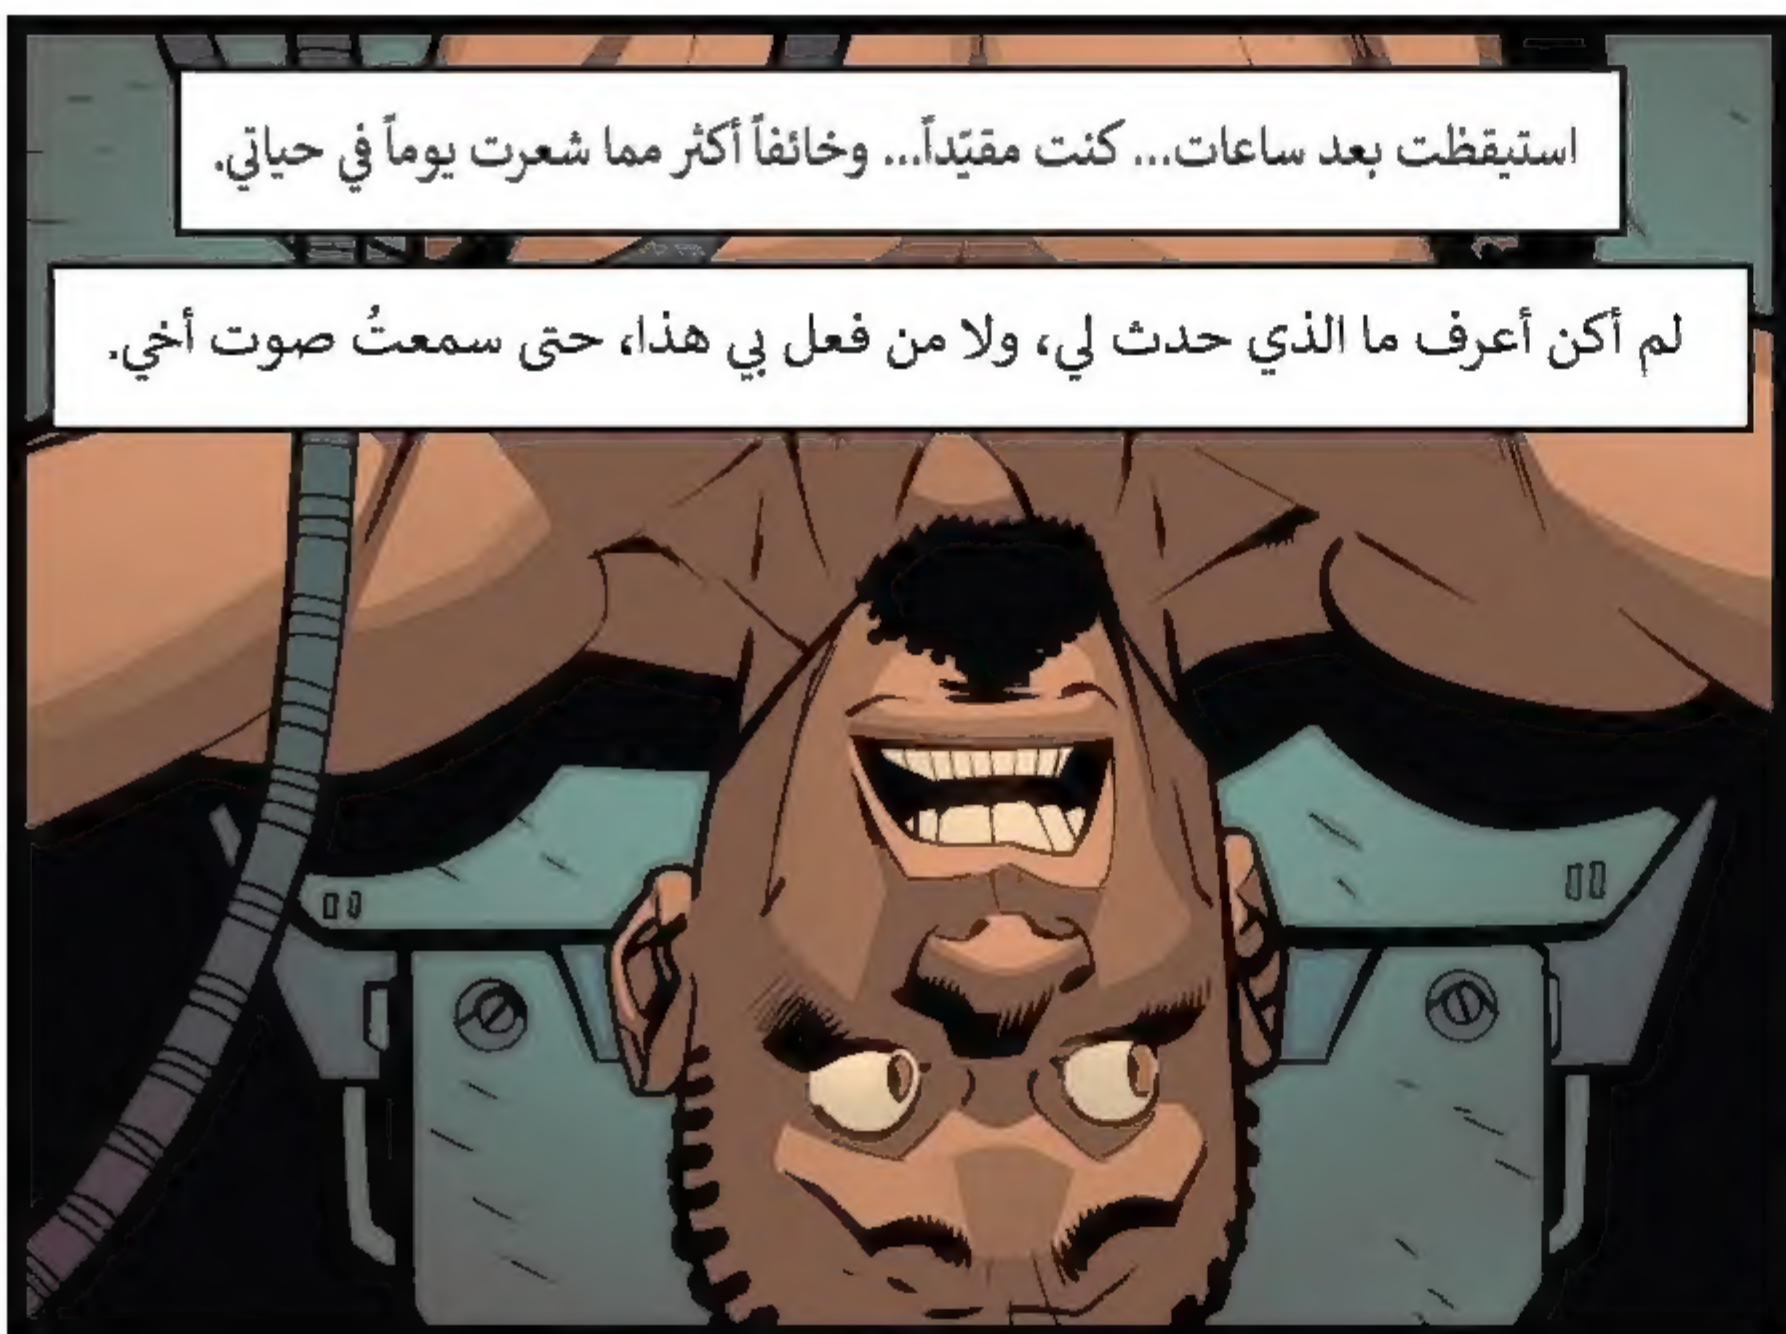 استيقظت بعد ساعات... كنت مقيّداً... وخائفاً أكثر مما شعرت يوماً في حياتي.
لم أكن أعرف ما الذي حدث لي، ولا من فعل بي هذا، حتى سمعتُ صوت أخي.